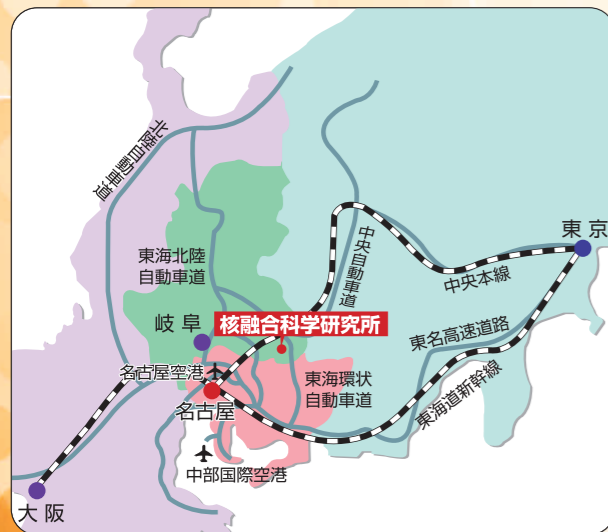 北陸自動車道
東京
中央自動車道
中央本線
東海北陸
自動車道
岐阜
核融合科学研究所
東名高速道路
名古屋空港
東海環状
自動車道
東海道新幹線
名古屋
中部国際空港
大阪